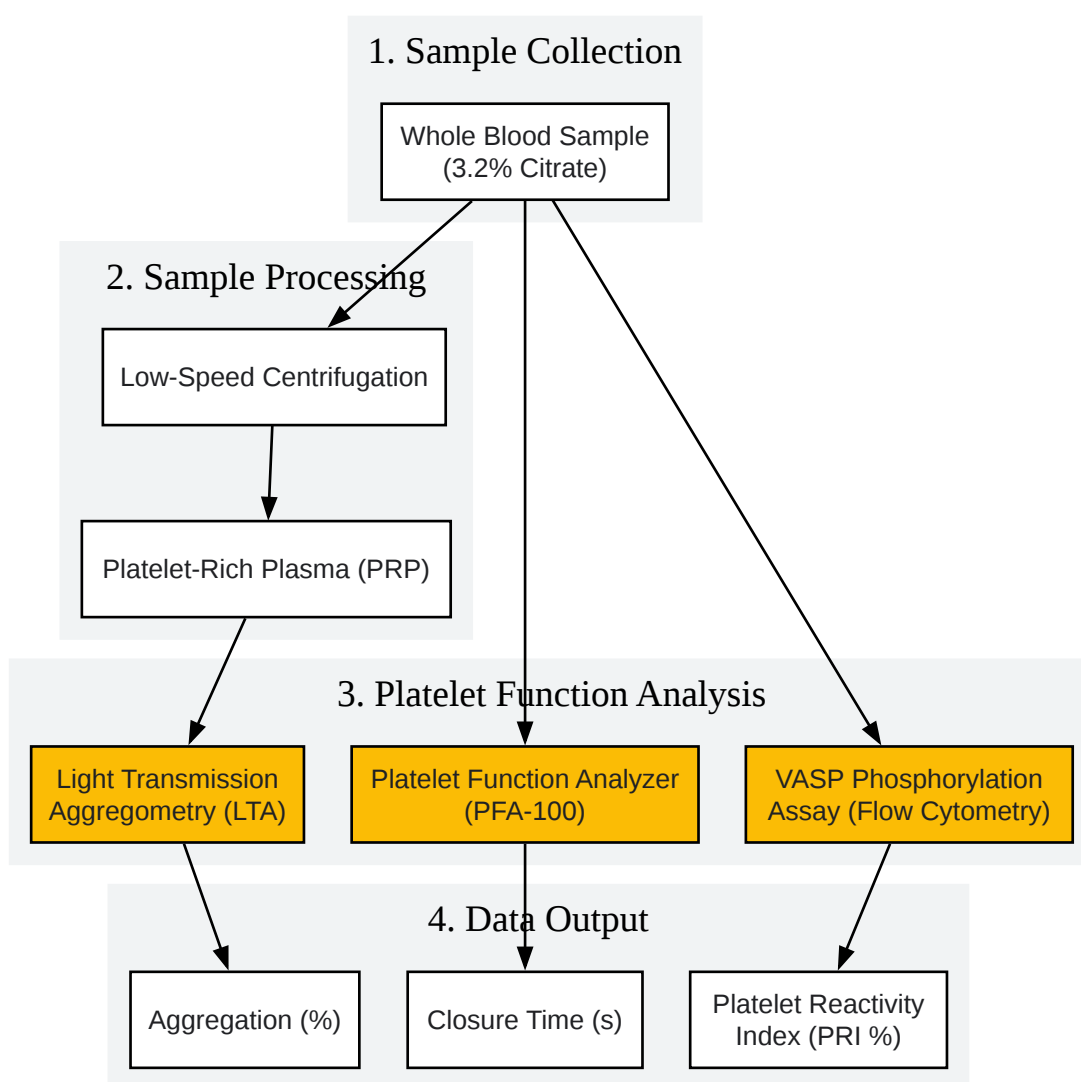 1. Sample Collection
Whole Blood Sample
(3.2% Citrate)
2. Sample Processing
Low-Speed Centrifugation
Platelet-Rich Plasma (PRP)
3. Platelet Function Analysis
Light Transmission
Aggregometry (LTA)
Platelet Function Analyzer
(PFA-100)
VASP Phosphorylation
Assay (Flow Cytometry)
4. Data Output
Aggregation (%)
Closure Time (s)
Platelet Reactivity
Index (PRI %)